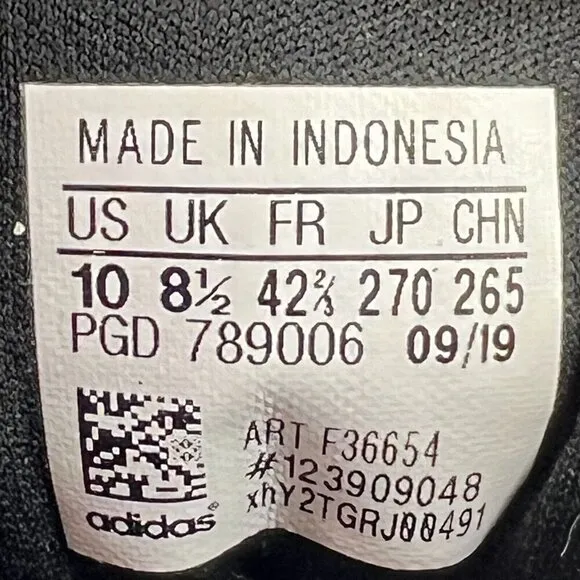 MADE IN INDONESIA
US UK FR JP CHN
10 8½ 42⅔ 270 265
PGD 789006 09/19
ART F36654
#123909048
xhY2TGRJ00491
adidas